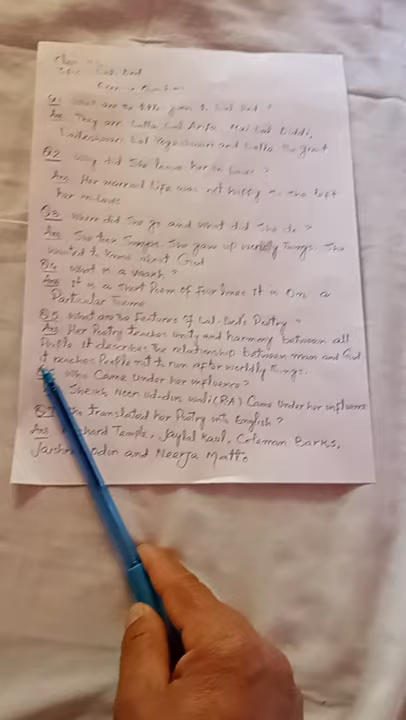 Lal Ded
Q1 What are the titles given to Lal Ded?
Ans They are Lalla Lal Arifa, Mai Lal Diddi,
Laleshwari Lal Yogeshwari and Lalla the great
Q2 Why did She leave her in laws?
Ans Her married life was not happy so she left
her in laws
Q3 Where did She go and what did She do?
Ans She took Sanyas. She gave up worldly things. She
wanted to know about God
Q4 What is a vaakh?
Ans It is a short Poem of four lines It is on a
Particular Theme
Q5 What are the Features of Lal-Ded's Poetry?
Ans Her Poetry teaches unity and harmony between all
People It describes the relationship between man and God
it teaches People not to run after worldly things.
Who Came under her influence?
Sheikh Noor ud-din wali (R.A) Came under her influence
Q7 translated her Poetry into English?
Ans Richard Temple, Jaylal Kaul, Coleman Barks,
Jaishree Odin and Neerja Mattoo